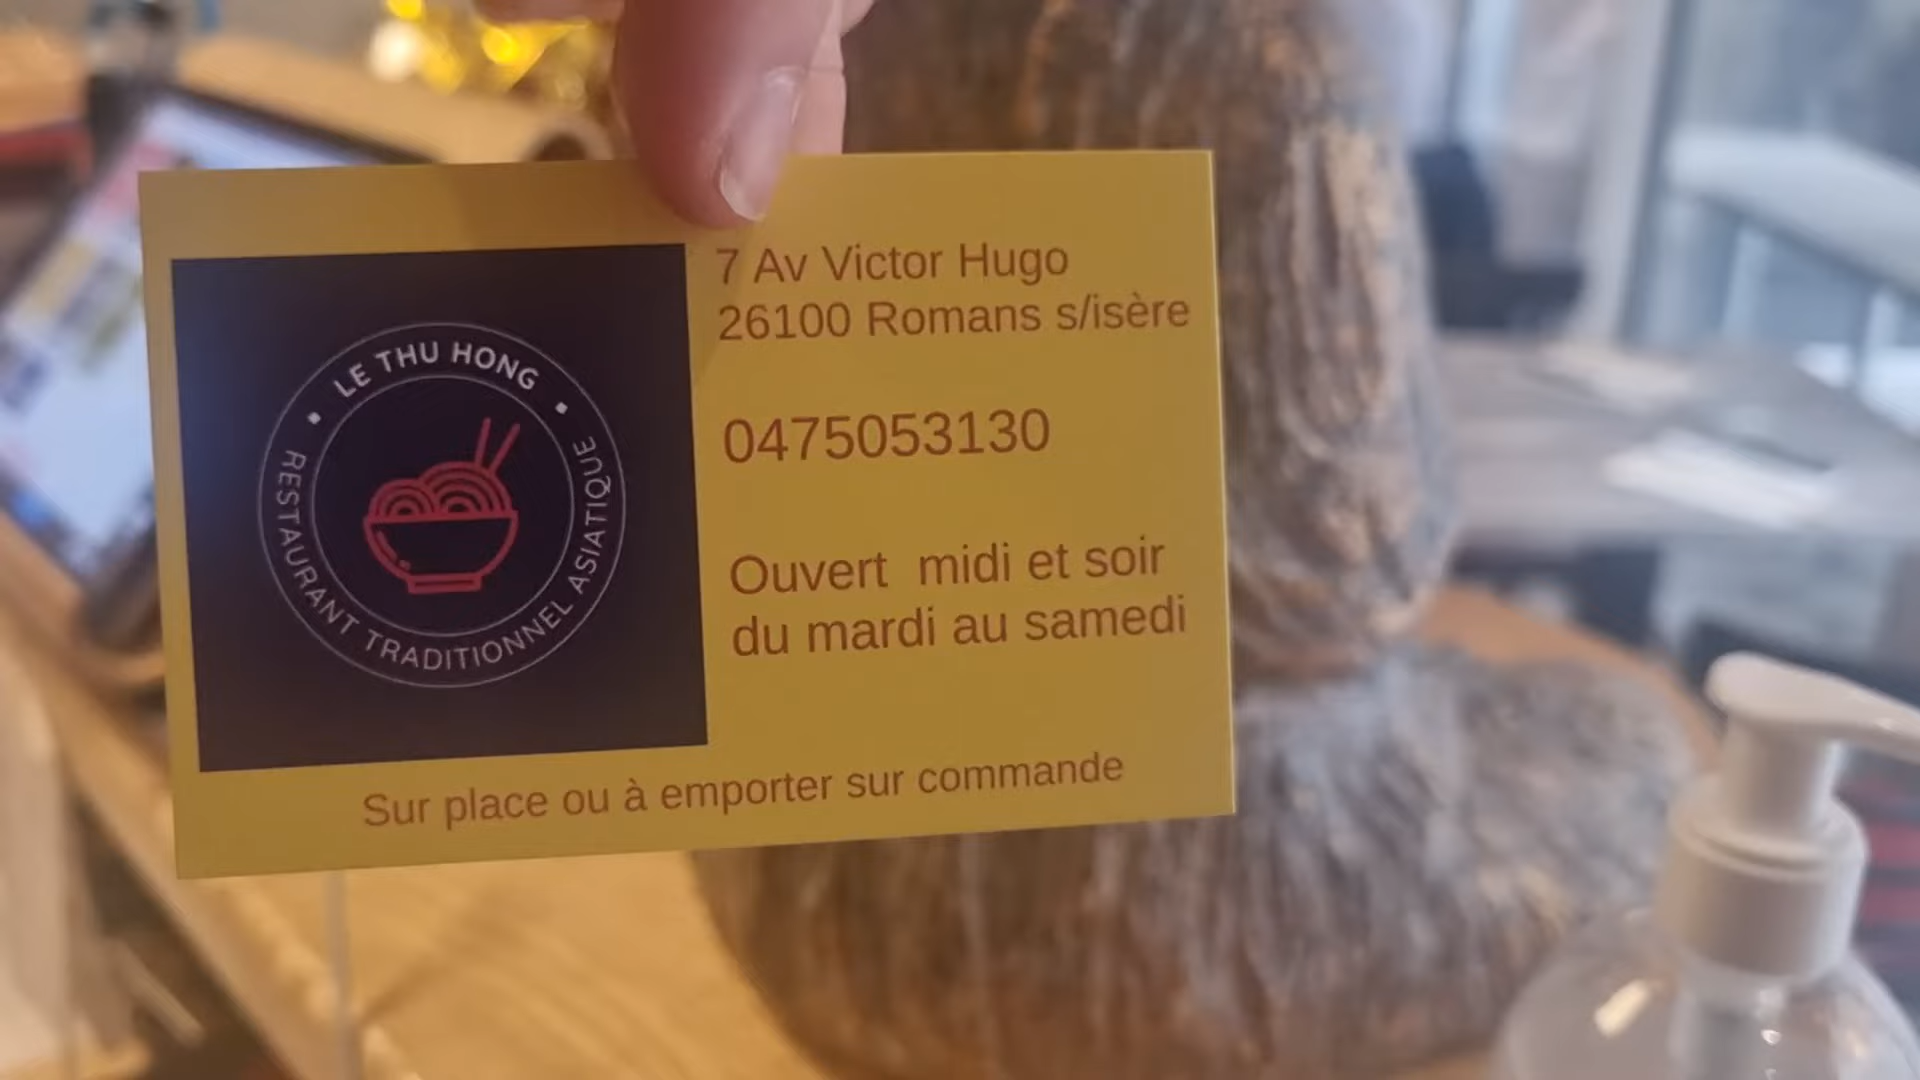 LE THU HONG
RESTAURANT TRADITIONNEL ASIATIQUE
7 Av Victor Hugo
26100 Romans s/isère
0475053130
Ouvert midi et soir
du mardi au samedi
Sur place ou à emporter sur commande